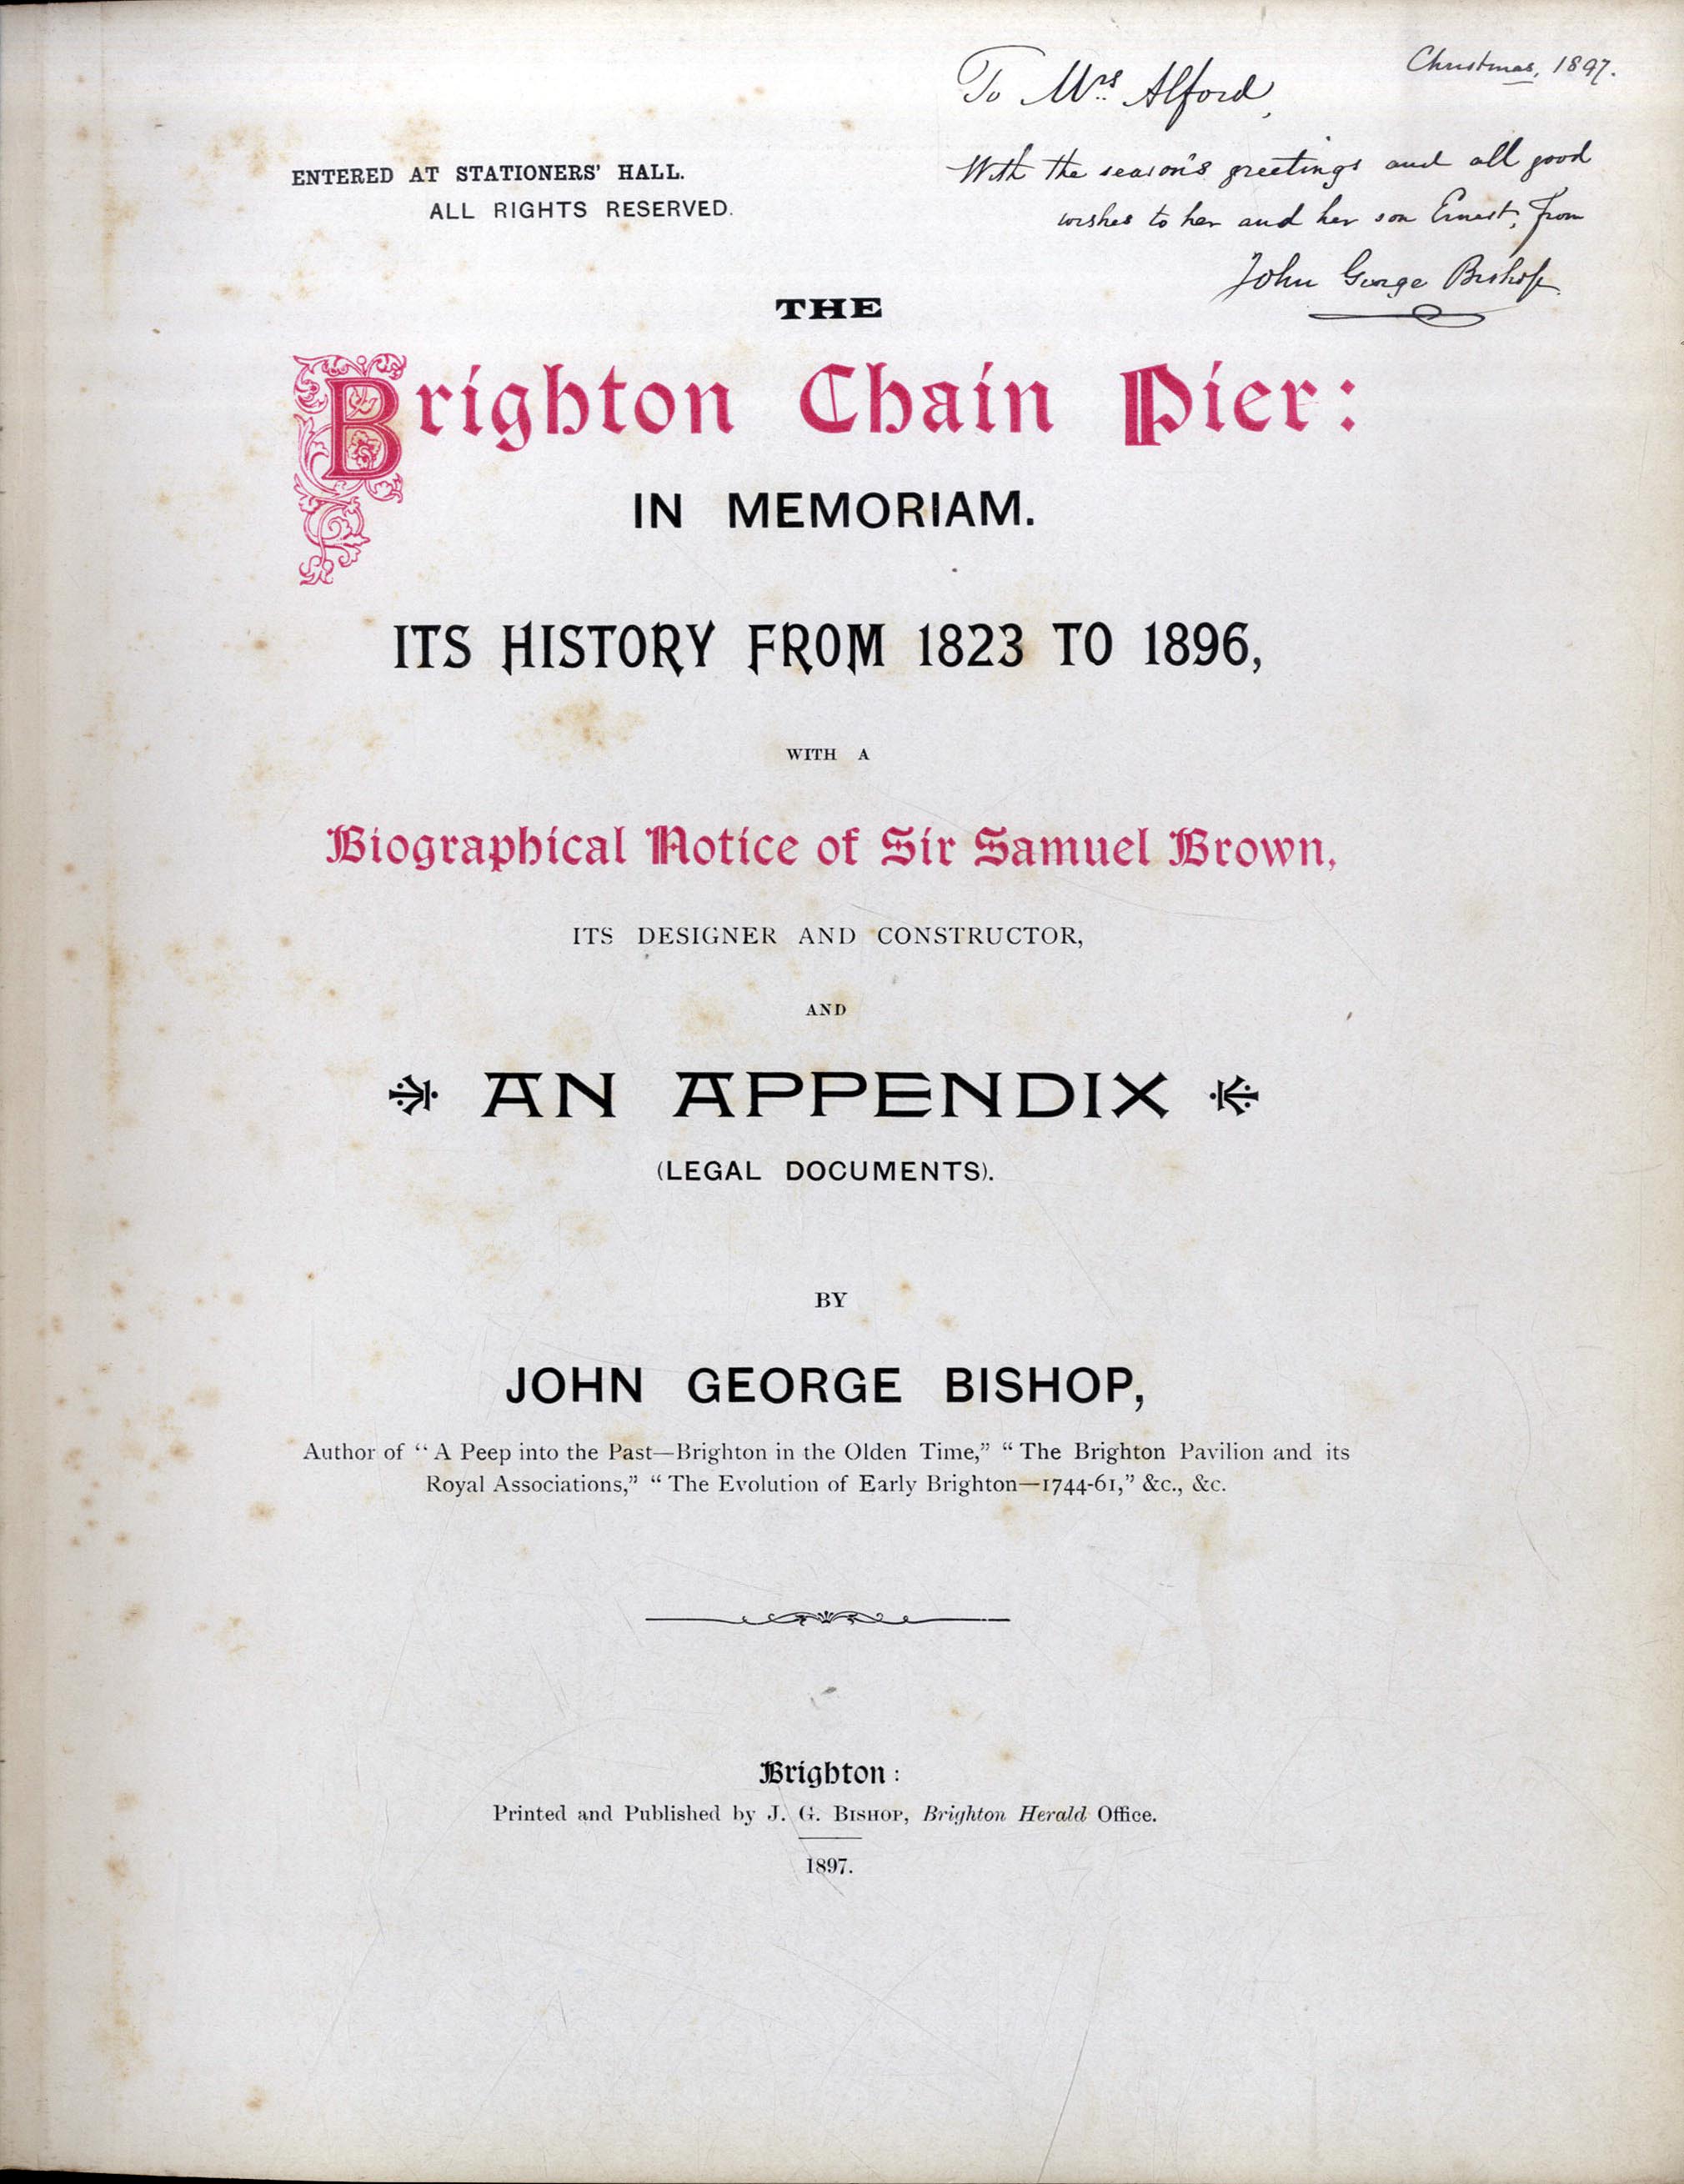 Christmas, 1897.
To Mrs Alford,
With the season's greetings and all good
wishes to her and her son Ernest, from
John George Bishop.
ENTERED AT STATIONERS' HALL.
ALL RIGHTS RESERVED.
THE
Brighton Chain Pier:
IN MEMORIAM.
ITS HISTORY FROM 1823 TO 1896,
WITH A
Biographical Notice of Sir Samuel Brown,
ITS DESIGNER AND CONSTRUCTOR,
AND
AN APPENDIX
(LEGAL DOCUMENTS).
BY
JOHN GEORGE BISHOP,
Author of "A Peep into the Past—Brighton in the Olden Time," "The Brighton Pavilion and its
Royal Associations," "The Evolution of Early Brighton—1744-61," &c., &c.
Brighton:
Printed and Published by J. G. BISHOP, Brighton Herald Office.
1897.